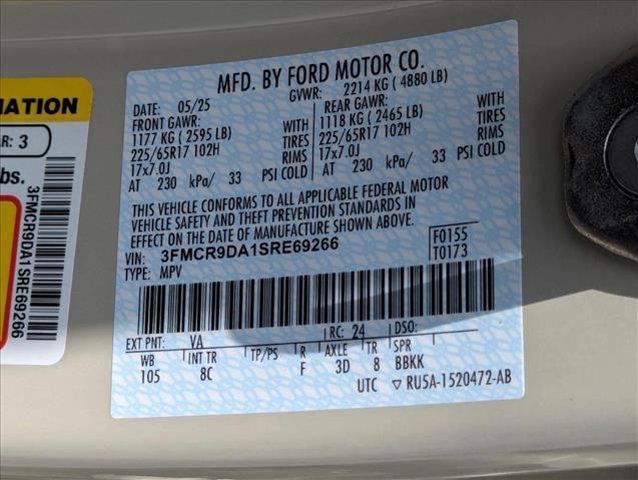 MATION
R: 3
bs.
3FMCR9DA1SRE69266
MFD. BY FORD MOTOR CO.
DATE: 05/25 GVWR: 2214 KG ( 4880 LB)
FRONT GAWR: REAR GAWR:
1177 KG ( 2595 LB) WITH 1118 KG ( 2465 LB) WITH
225/65R17 102H TIRES 225/65R17 102H TIRES
17x7.0J RIMS 17x7.0J RIMS
AT 230 kPa/ 33 PSI COLD AT 230 kPa/ 33 PSI COLD
THIS VEHICLE CONFORMS TO ALL APPLICABLE FEDERAL MOTOR
VEHICLE SAFETY AND THEFT PREVENTION STANDARDS IN
EFFECT ON THE DATE OF MANUFACTURE SHOWN ABOVE.
VIN: 3FMCR9DA1SRE69266 F0155
TYPE: MPV T0173
EXT PNT: VA RC: 24 DSO:
WB INT TR TP/PS R AXLE TR SPR
105 8C F 3D 8 BBKK
UTC ▽ RU5A-1520472-AB